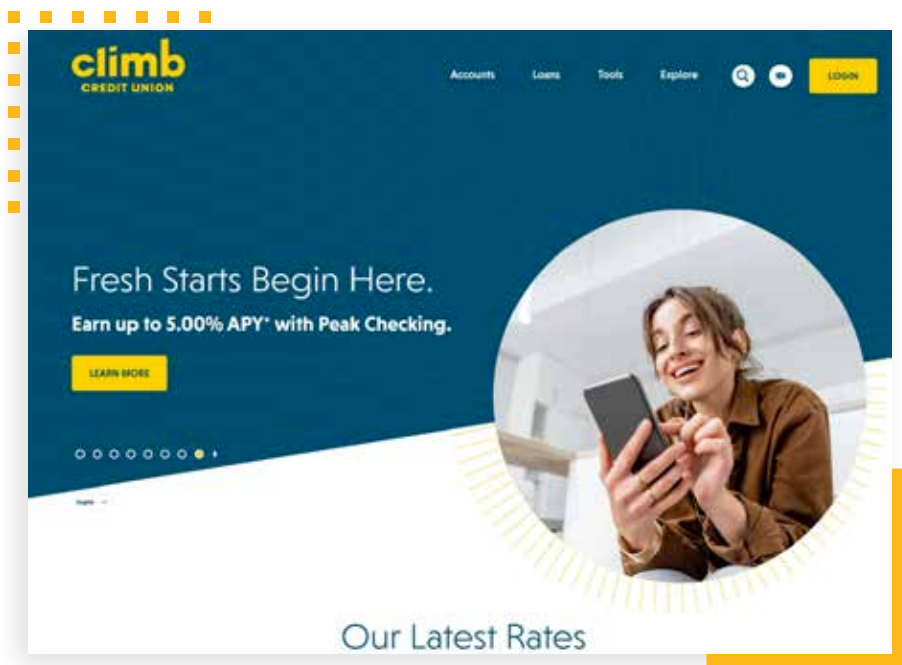 climb
CREDIT UNION
Accounts Loans Tools Explore LOGIN
Fresh Starts Begin Here.
Earn up to 5.00% APY* with Peak Checking.
LEARN MORE
Our Latest Rates